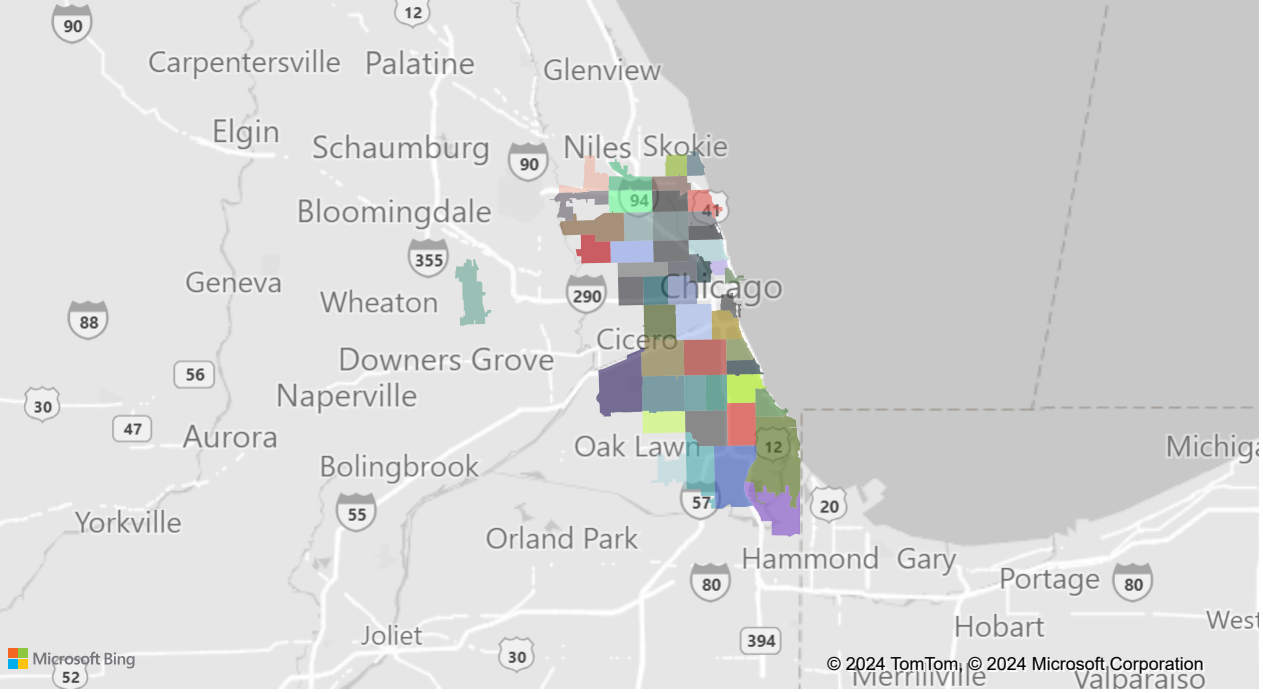 90
12
Carpentersville
Palatine
Glenview
Elgin
Schaumburg
90
Niles
Skokie
94
41
Bloomingdale
355
Geneva
Wheaton
290
Chicago
88
Cicero
56
Downers Grove
30
Naperville
47
Aurora
Oak Lawn
12
Michiga
Bolingbrook
55
57
20
Yorkville
Orland Park
Hammond
Gary
80
Portage
80
Joliet
394
Hobart
West
30
Microsoft Bing
52
© 2024 TomTom, © 2024 Microsoft Corporation
Merrillville
Valparaiso